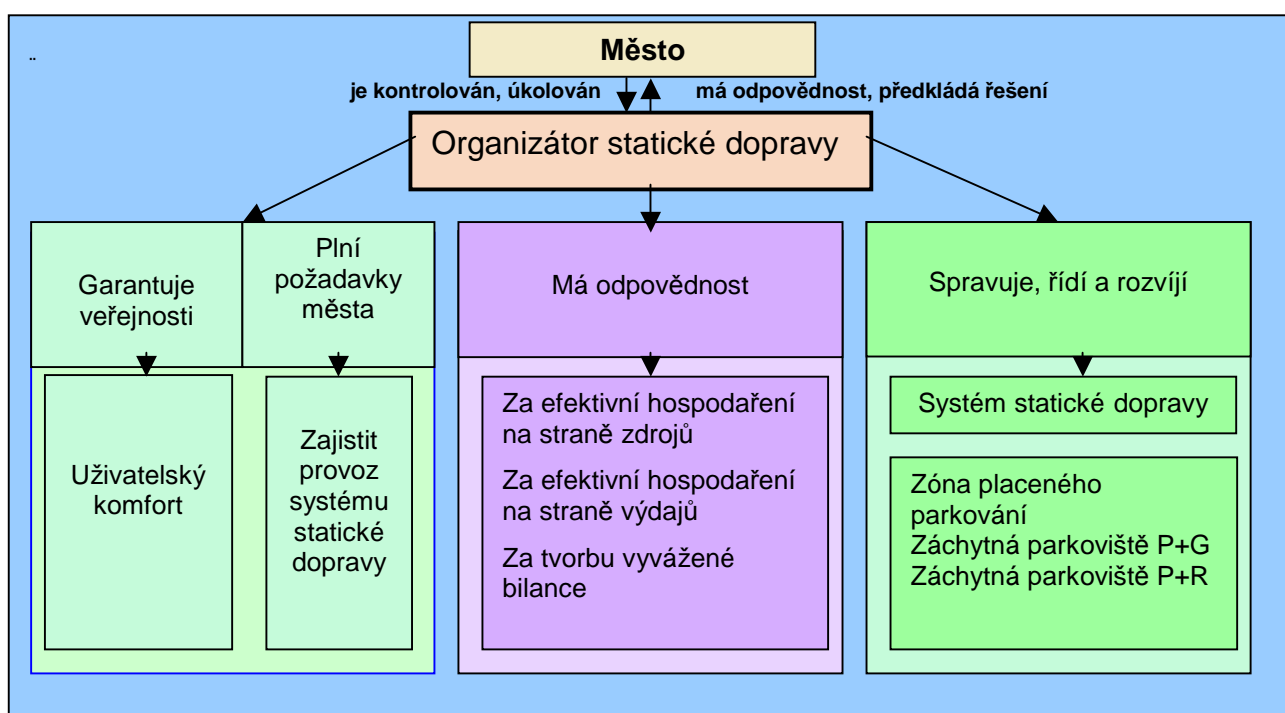 Město
..
je kontrolován, úkolován
má odpovědnost, předkládá řešení
Organizátor statické dopravy
Garantuje
veřejnosti
Plní
požadavky
města
Má odpovědnost
Spravuje, řídí a rozvíjí
Uživatelský
komfort
Zajistit
provoz
systému
statické
dopravy
Za efektivní hospodaření
na straně zdrojů
Za efektivní hospodaření
na straně výdajů
Za tvorbu vyvážené
bilance
Systém statické dopravy
Zóna placeného
parkování
Záchytná parkoviště P+G
Záchytná parkoviště P+R